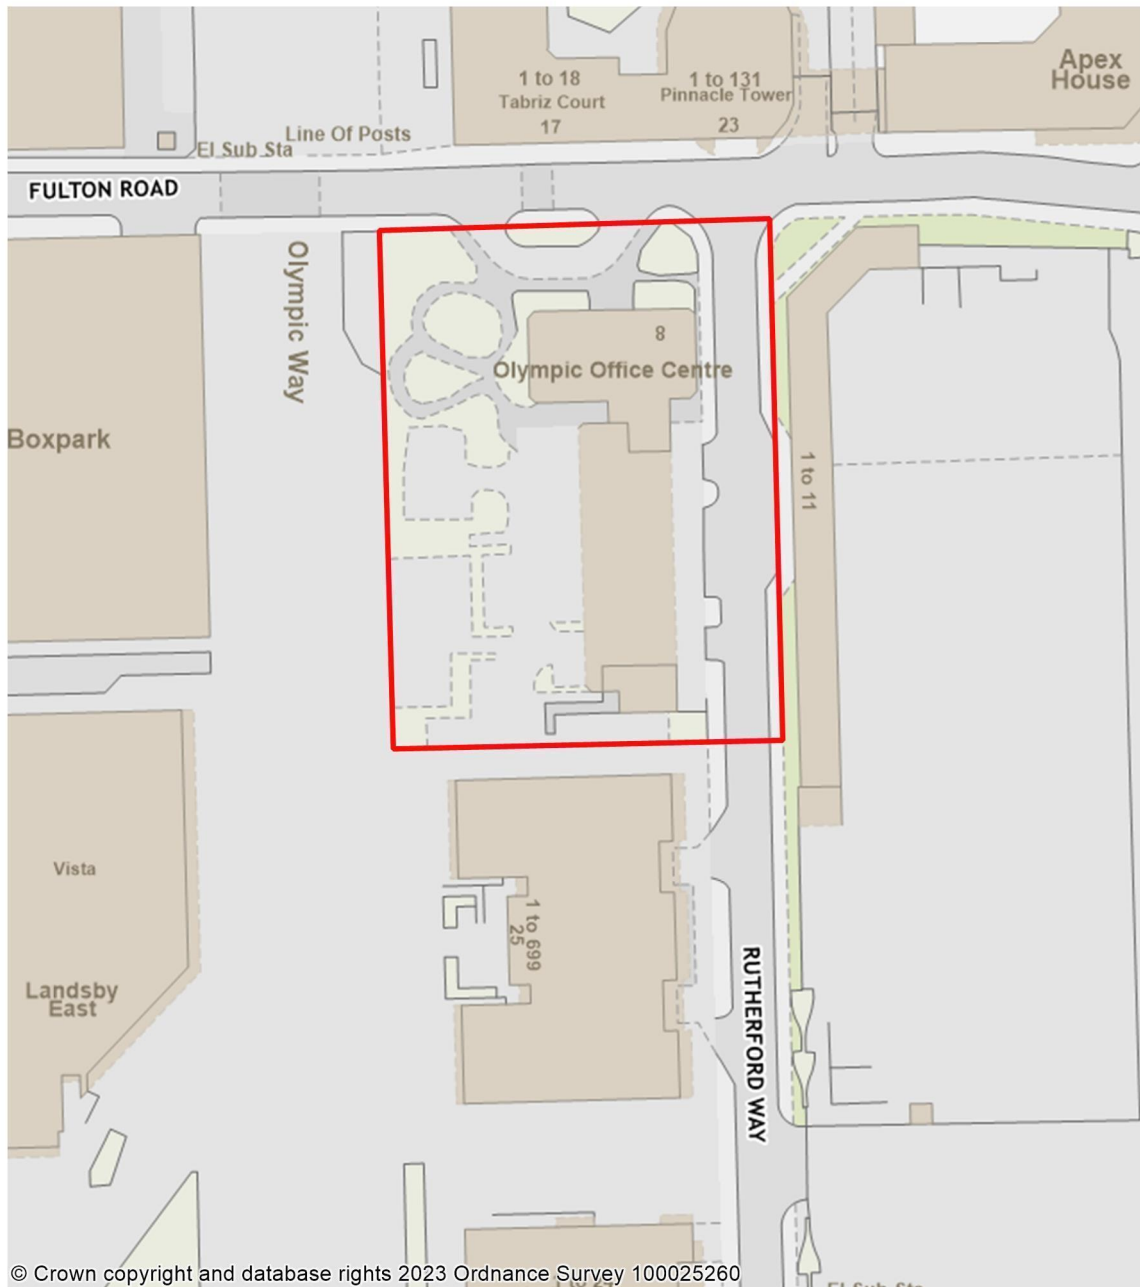 Apex
House
1 to 18
Tabriz Court
17
1 to 131
Pinnacle Tower
23
Line Of Posts
El Sub Sta
FULTON ROAD
Olympic Way
8
Olympic Office Centre
Boxpark
1 to 11
Vista
1 to 699
25
Landsby
East
RUTHERFORD WAY
El Sub Sta
© Crown copyright and database rights 2023 Ordnance Survey 100025260